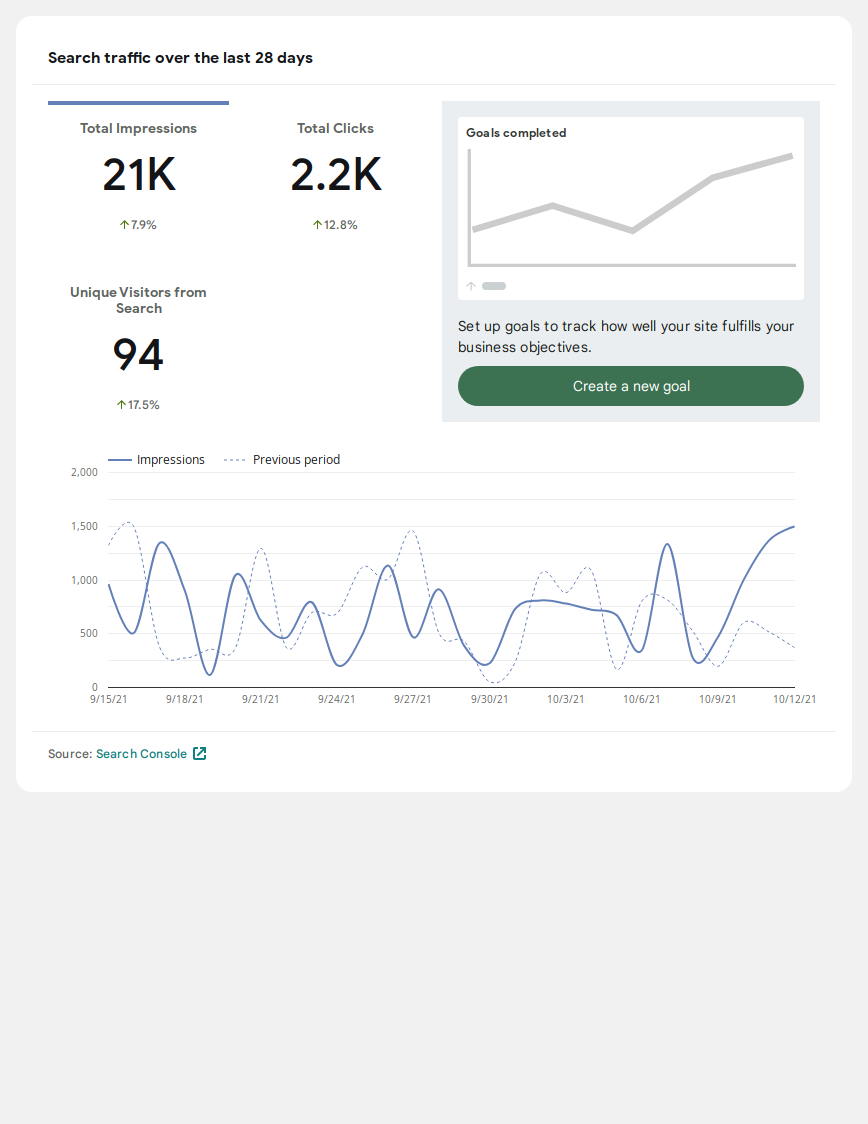 Search traffic over the last 28 days
Total Impressions
21K
↑7.9%
Total Clicks
2.2K
↑12.8%
Unique Visitors from
Search
94
↑17.5%
Goals completed
↑
Set up goals to track how well your site fulfills your
business objectives.
Create a new goal
Impressions
Previous period
2,000
1,500
1,000
500
0
9/15/21
9/18/21
9/21/21
9/24/21
9/27/21
9/30/21
10/3/21
10/6/21
10/9/21
10/12/21
Source: Search Console